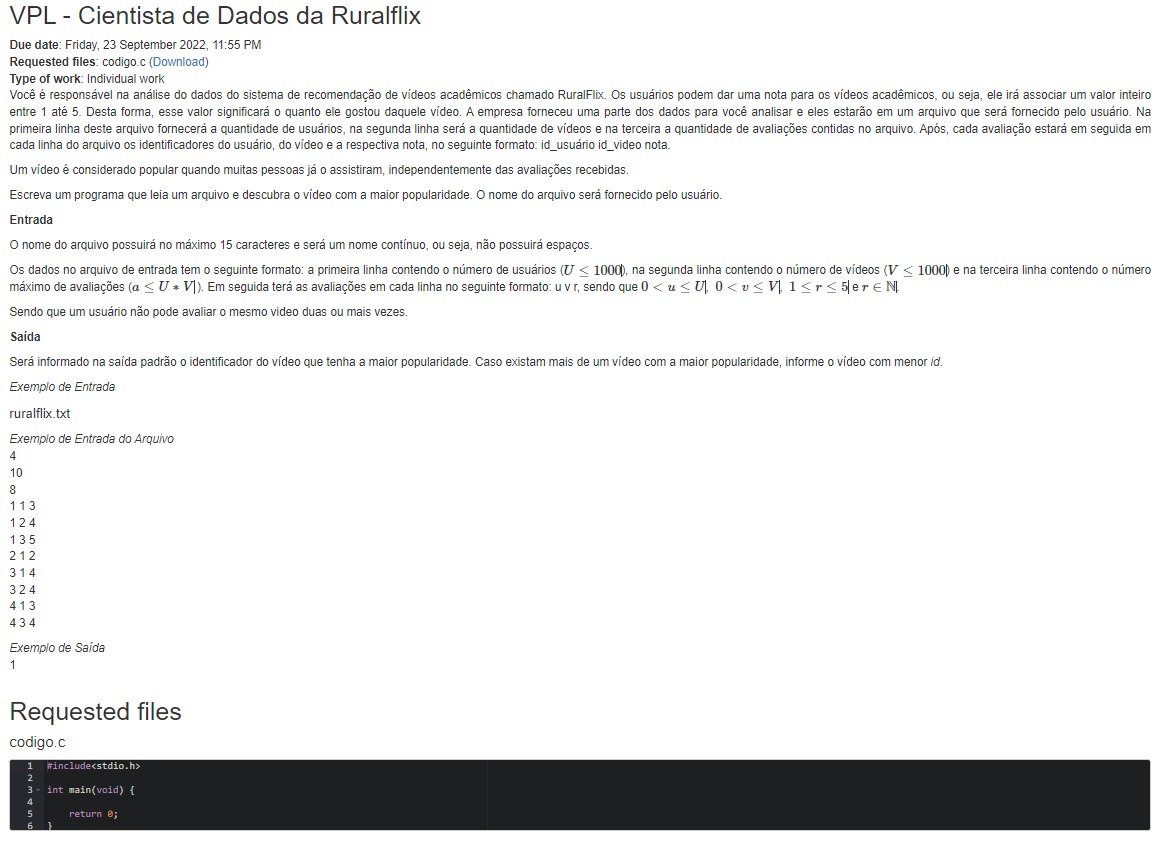 VPL - Cientista de Dados da Ruralflix
Due date: Friday, 23 September 2022, 11:55 PM
Requested files: codigo.c (Download)
Type of work: Individual work
Você é responsável na análise do dados do sistema de recomendação de vídeos acadêmicos chamado RuralFlix. Os usuários podem dar uma nota para os vídeos acadêmicos, ou seja, ele irá associar um valor inteiro
entre 1 até 5. Desta forma, esse valor significará o quanto ele gostou daquele vídeo. A empresa forneceu uma parte dos dados para você analisar e eles estarão em um arquivo que será fornecido pelo usuário. Na
primeira linha deste arquivo fornecerá a quantidade de usuários, na segunda linha será a quantidade de vídeos e na terceira a quantidade de avaliações contidas no arquivo. Após, cada avaliação estará em seguida em
cada linha do arquivo os identificadores do usuário, do vídeo e a respectiva nota, no seguinte formato: id_usuário id_video nota.
Um vídeo é considerado popular quando muitas pessoas já o assistiram, independentemente das avaliações recebidas.
Escreva um programa que leia um arquivo e descubra o vídeo com a maior popularidade. O nome do arquivo será fornecido pelo usuário.
Entrada
O nome do arquivo possuirá no máximo 15 caracteres e será um nome contínuo, ou seja, não possuirá espaços.
Os dados no arquivo de entrada tem o seguinte formato: a primeira linha contendo o número de usuários (U ≤ 1000), na segunda linha contendo o número de vídeos (V ≤ 1000) e na terceira linha contendo o número
máximo de avaliações (a ≤ U * V). Em seguida terá as avaliações em cada linha no seguinte formato: u v r, sendo que 0 < u ≤ U, 0 < v ≤ V, 1 ≤ r ≤ 5 e r ∈ ℕ.
Sendo que um usuário não pode avaliar o mesmo video duas ou mais vezes.
Saída
Será informado na saída padrão o identificador do vídeo que tenha a maior popularidade. Caso existam mais de um vídeo com a maior popularidade, informe o vídeo com menor id.
Exemplo de Entrada
ruralflix.txt
Exemplo de Entrada do Arquivo
4
10
8
1 1 3
1 2 4
1 3 5
2 1 2
3 1 4
3 2 4
4 1 3
4 3 4
Exemplo de Saída
1
Requested files
codigo.c
1 #include<stdio.h>
2
3 int main(void) {
4
5 return 0;
6 }